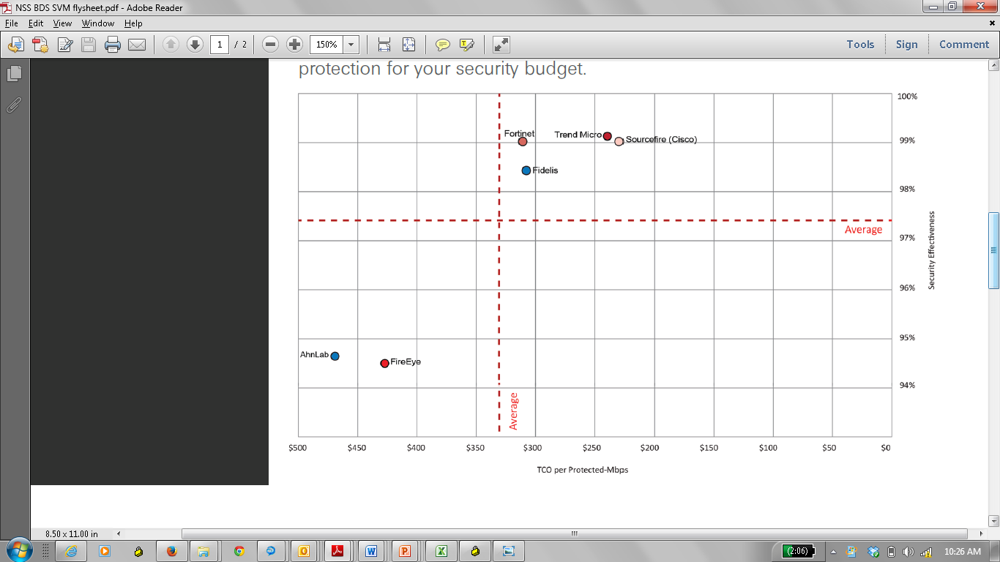 NSS BDS SVM flysheet.pdf - Adobe Reader
File Edit View Window Help
1 / 2 150% Tools Sign Comment
protection for your security budget.
100%
Fortinet Trend Micro Sourcefire (Cisco) 99%
Fidelis
98%
Average
97%
Security Effectiveness
96%
95%
AhnLab FireEye
94%
Average
$500 $450 $400 $350 $300 $250 $200 $150 $100 $50 $0
TCO per Protected-Mbps
8.50 x 11.00 in
(2:06) 10:26 AM